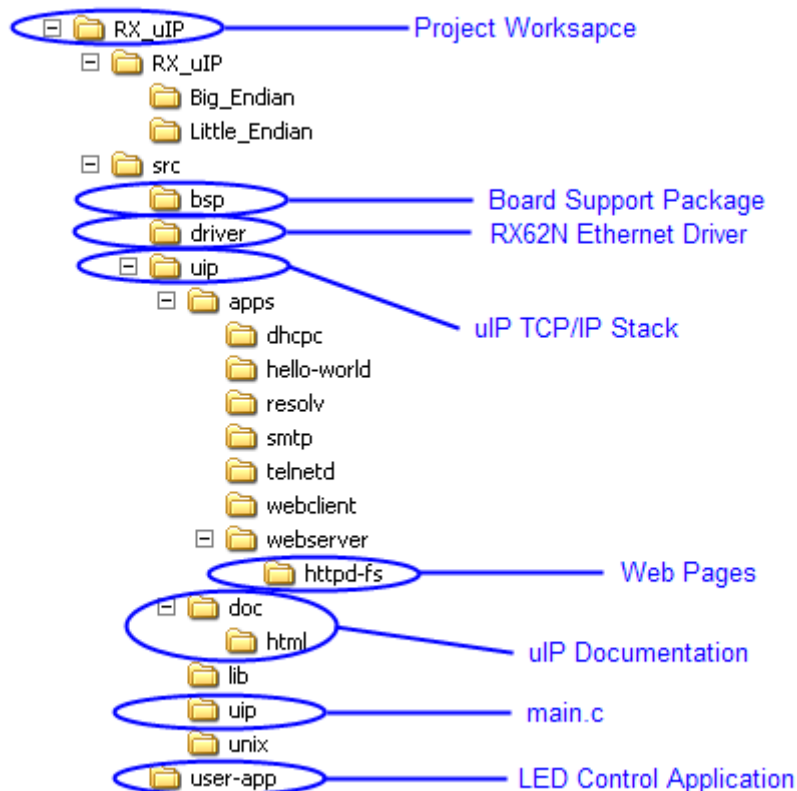 RX_uIP Project Worksapce
RX_uIP
Big_Endian
Little_Endian
src
bsp Board Support Package
driver RX62N Ethernet Driver
uip
apps
uIP TCP/IP Stack
dhcpc
hello-world
resolv
smtp
telnetd
webclient
webserver
httpd-fs Web Pages
doc
html
uIP Documentation
lib
uip main.c
unix
user-app LED Control Application